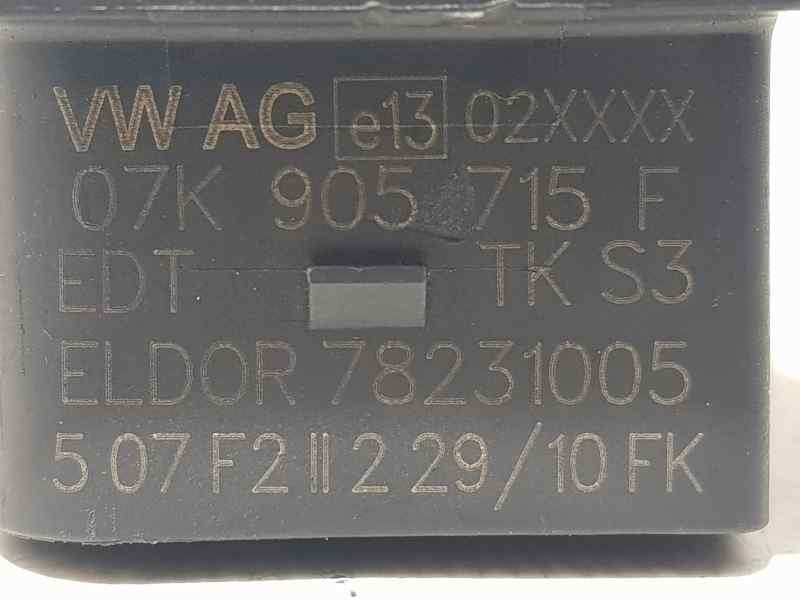 VW AG e13 02XXXX
07K 905 715 F
EDT TK S3
ELDOR 78231005
5 07 F2 II 2 29/10 FK